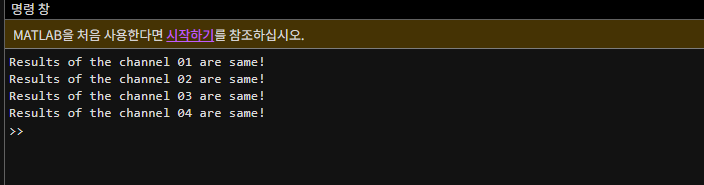 명령 창
MATLAB을 처음 사용한다면 시작하기를 참조하십시오.
Results of the channel 01 are same!
Results of the channel 02 are same!
Results of the channel 03 are same!
Results of the channel 04 are same!
>>